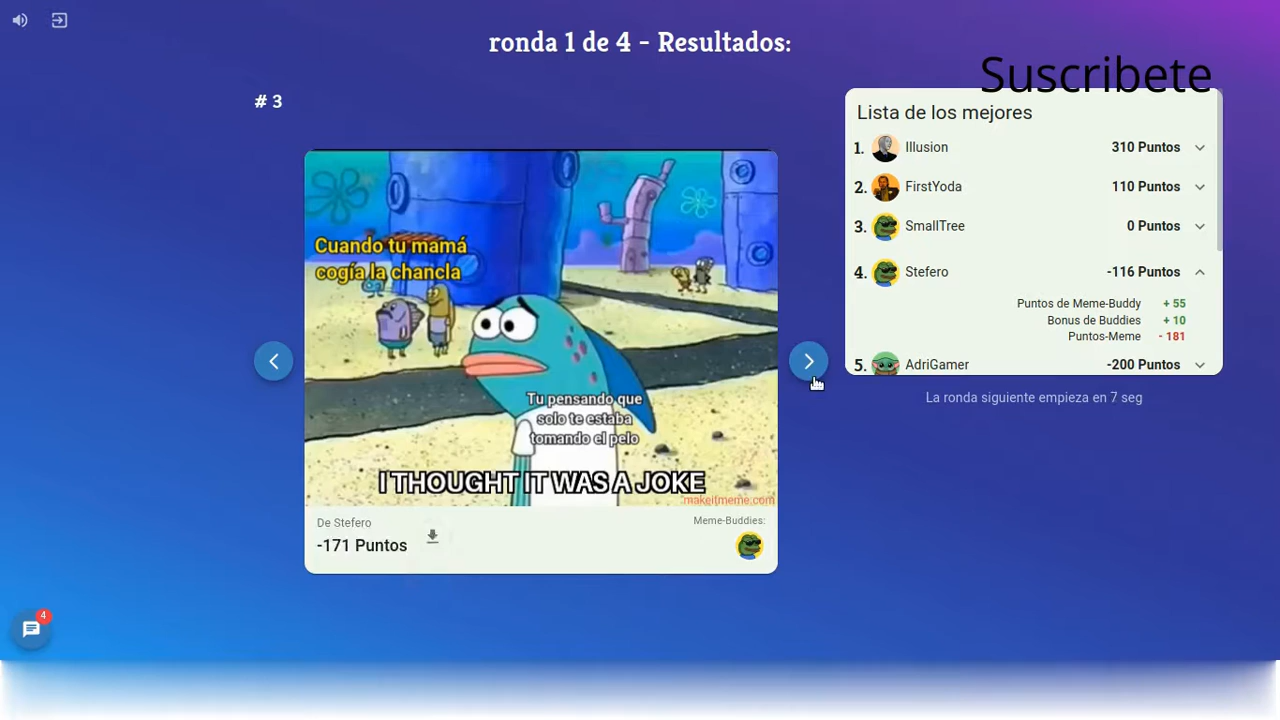 ronda 1 de 4 - Resultados:
Suscribete
# 3
Cuando tu mamá
cogía la chancla
Tu pensando que
solo te estaba
tomando el pelo
I THOUGHT IT WAS A JOKE
makeitmeme.com
De Stefero
-171 Puntos
Meme-Buddies:
Lista de los mejores
1. Illusion 310 Puntos
2. FirstYoda 110 Puntos
3. SmallTree 0 Puntos
4. Stefero -116 Puntos
Puntos de Meme-Buddy + 55
Bonus de Buddies + 10
Puntos-Meme - 181
5. AdriGamer -200 Puntos
La ronda siguiente empieza en 7 seg
4